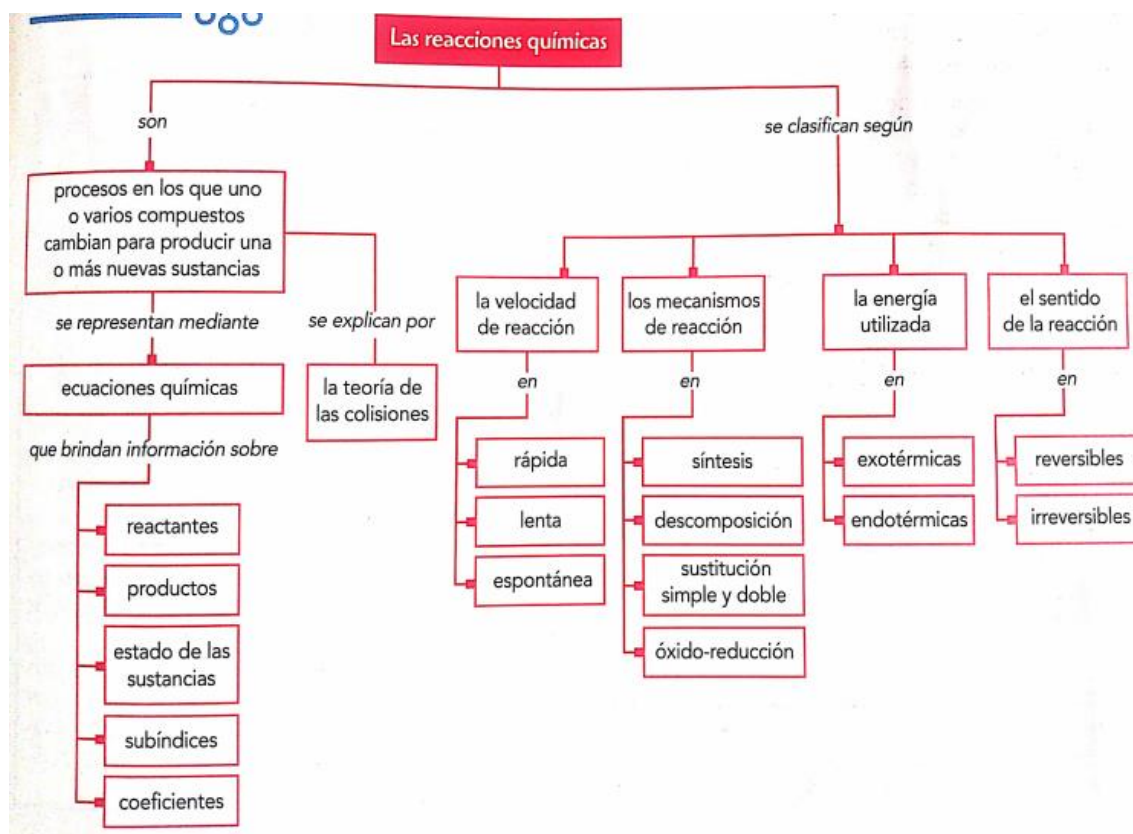 Las reacciones químicas
son
procesos en los que uno
o varios compuestos
cambian para producir una
o más nuevas sustancias
se representan mediante
ecuaciones químicas
que brindan información sobre
reactantes
productos
estado de las
sustancias
subíndices
coeficientes
se explican por
la teoría de
las colisiones
se clasifican según
la velocidad
de reacción
en
rápida
lenta
espontánea
los mecanismos
de reacción
en
síntesis
descomposición
sustitución
simple y doble
óxido-reducción
la energía
utilizada
en
exotérmicas
endotérmicas
el sentido
de la reacción
en
reversibles
irreversibles